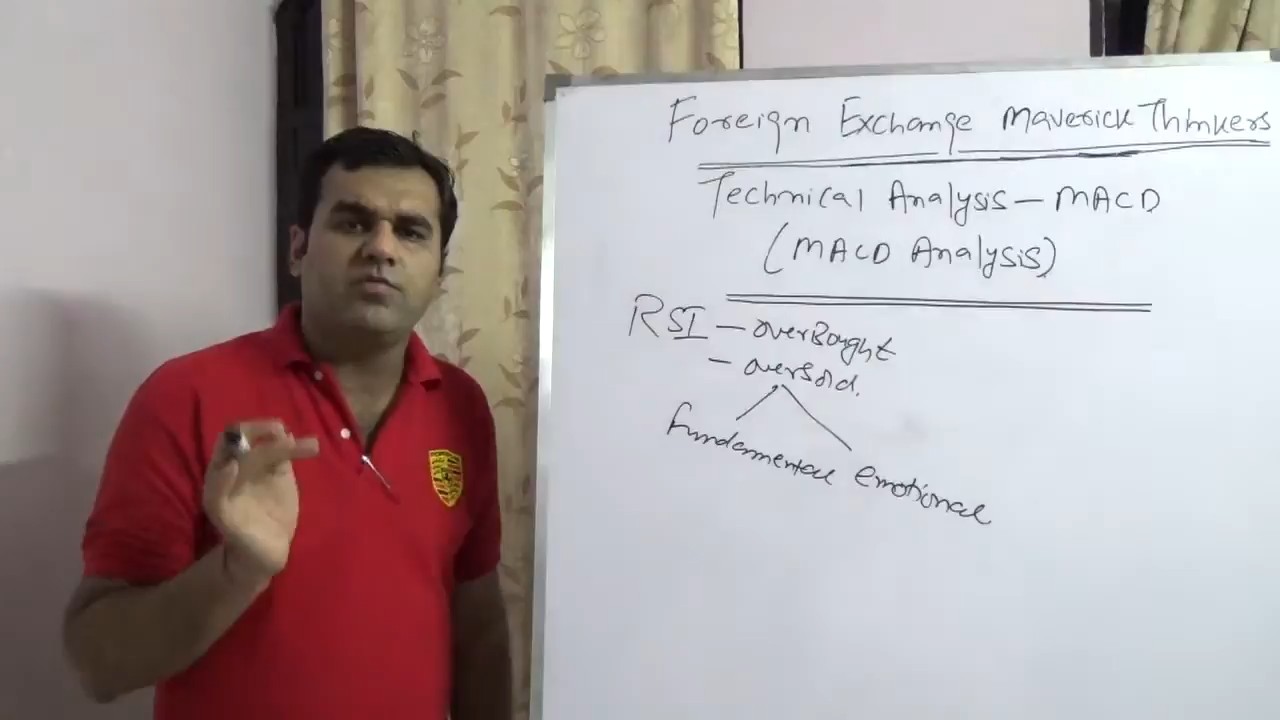 Foreign Exchange Maverick Thinkers
Technical Analysis – MACD
(MACD Analysis)
RSI – overBought
– oversold.
fundamental emotional